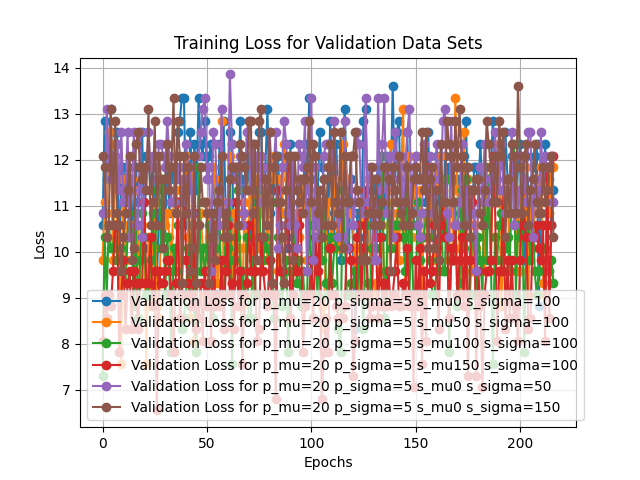 Training Loss for Validation Data Sets
14
13
12
11
10
9
8
7
Loss
Validation Loss for p_mu=20 p_sigma=5 s_mu0 s_sigma=100
Validation Loss for p_mu=20 p_sigma=5 s_mu50 s_sigma=100
Validation Loss for p_mu=20 p_sigma=5 s_mu100 s_sigma=100
Validation Loss for p_mu=20 p_sigma=5 s_mu150 s_sigma=100
Validation Loss for p_mu=20 p_sigma=5 s_mu0 s_sigma=50
Validation Loss for p_mu=20 p_sigma=5 s_mu0 s_sigma=150
0 50 100 150 200
Epochs